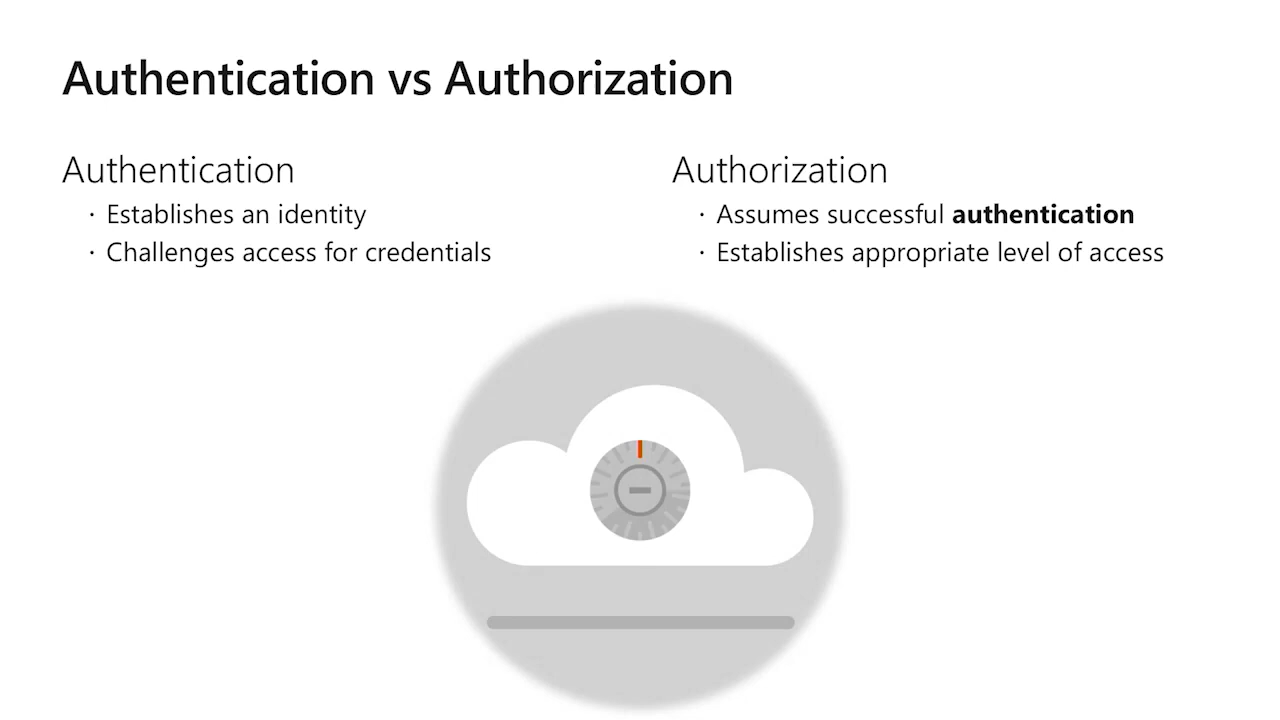 Authentication vs Authorization
Authentication
· Establishes an identity
· Challenges access for credentials
Authorization
· Assumes successful authentication
· Establishes appropriate level of access